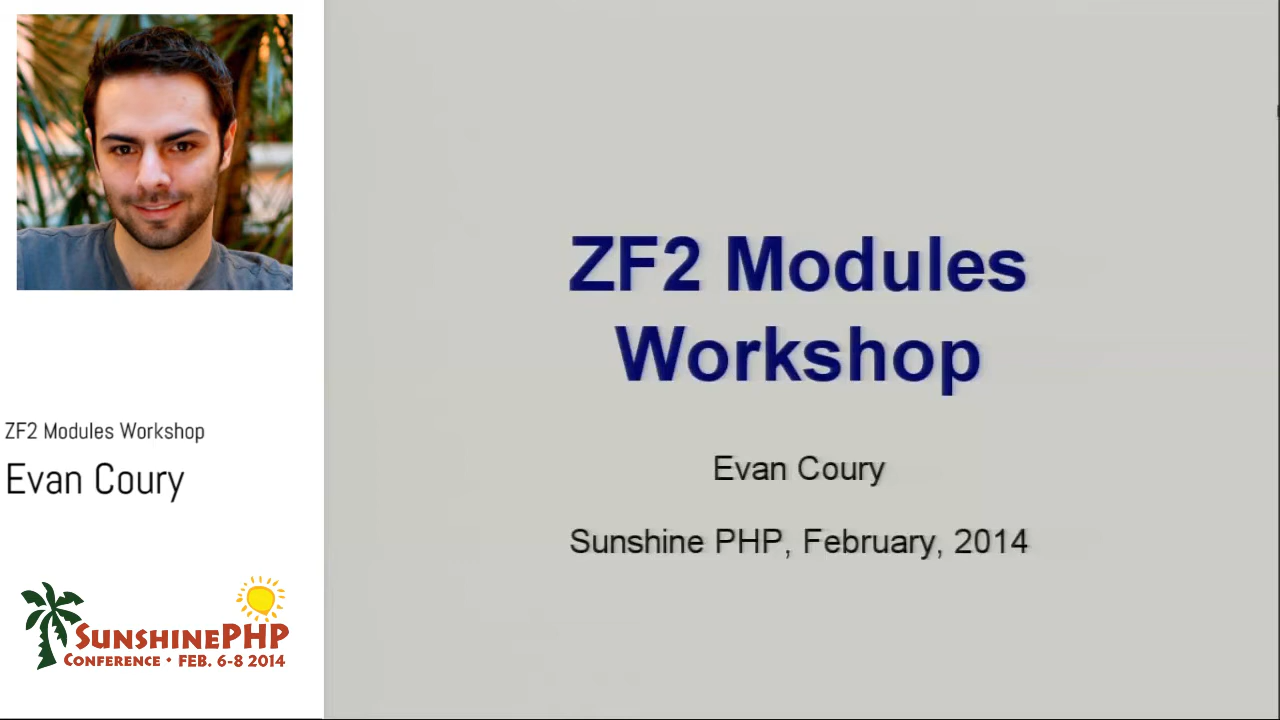 ZF2 Modules Workshop
Evan Coury
SUNSHINEPHP
CONFERENCE • FEB. 6-8 2014
ZF2 Modules
Workshop
Evan Coury
Sunshine PHP, February, 2014